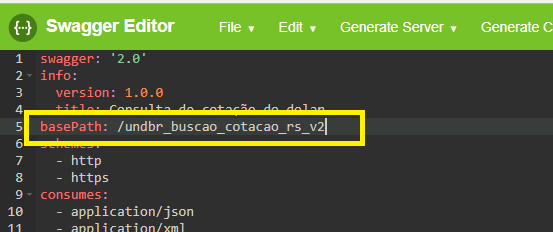 {··}
Swagger Editor
File Edit Generate Server Generate C
1 swagger: '2.0'
2 info:
3 version: 1.0.0
4 title: Consulta de cotação de dolar
5 basePath: /undbr_buscao_cotacao_rs_v2
6 schemes:
7 - http
8 - https
9 consumes:
10 - application/json
11 - application/xml